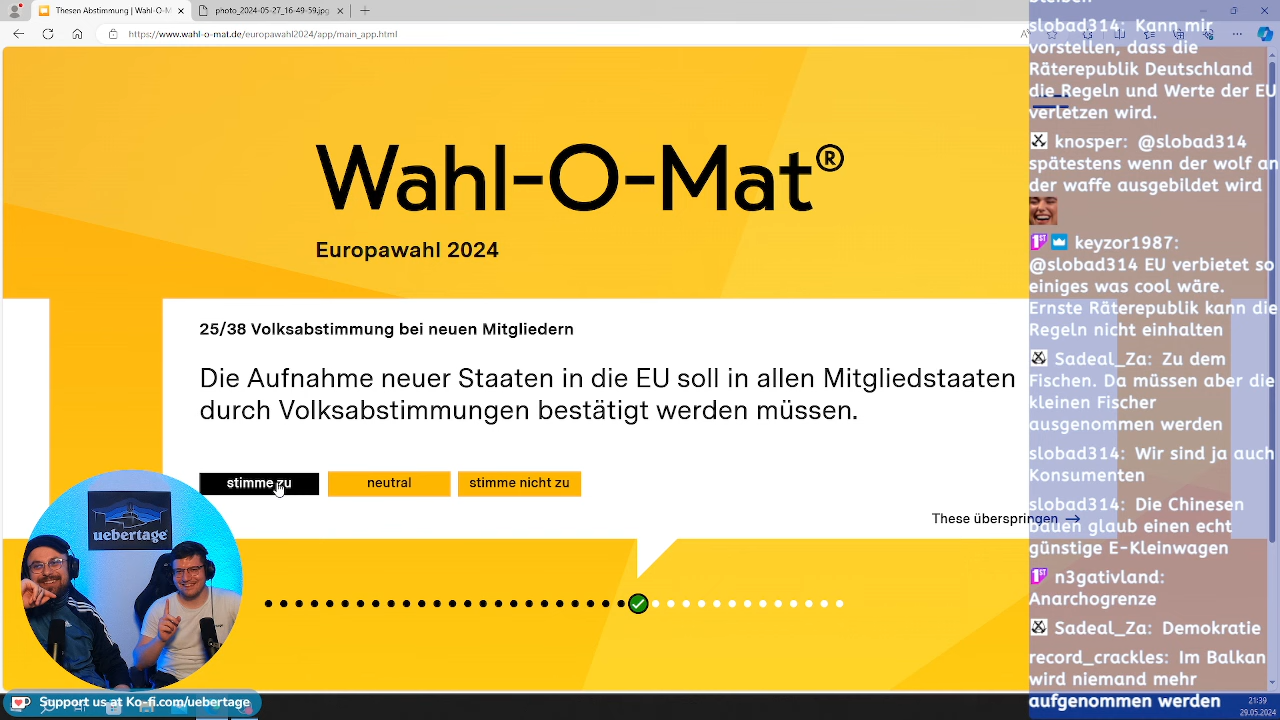 Thesen Abstimmung | Wahl-O-M
photo_2024-05-27_16-49-59.jpg
https://www.wahl-o-mat.de/europawahl2024/app/main_app.html
Wahl-O-Mat®
Europawahl 2024
25/38 Volksabstimmung bei neuen Mitgliedern
Die Aufnahme neuer Staaten in die EU soll in allen Mitgliedstaaten
durch Volksabstimmungen bestätigt werden müssen.
stimme zu
neutral
stimme nicht zu
These überspringen →
uebertage
Support us at Ko-fi.com/uebertage
bleiben
slobad314: Kann mir
vorstellen, dass die
Räterepublik Deutschland
die Regeln und Werte der EU
verletzen wird.
knosper: @slobad314
spätestens wenn der wolf an
der waffe ausgebildet wird
1ST keyzor1987:
@slobad314 EU verbietet so
einiges was cool wäre.
Ernste Räterepublik kann die
Regeln nicht einhalten
Sadeal_Za: Zu dem
Fischen. Da müssen aber die
kleinen Fischer
ausgenommen werden
slobad314: Wir sind ja auch
Konsumenten
slobad314: Die Chinesen
bauen glaub einen echt
günstige E-Kleinwagen
1ST n3gativland:
Anarchogrenze
Sadeal_Za: Demokratie
record_crackles: Im Balkan
wird niemand mehr
aufgenommen werden
21:39
29.05.2024